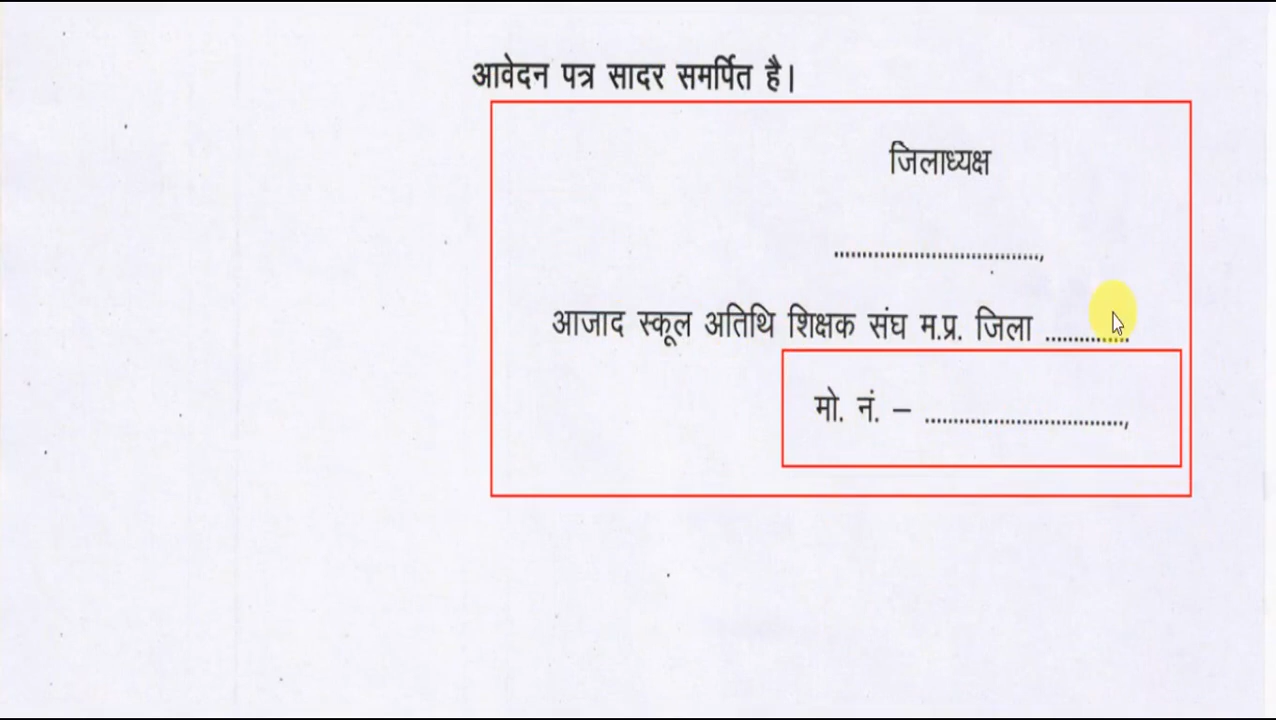 आवेदन पत्र सादर समर्पित है।
जिलाध्यक्ष
...................................,
आजाद स्कूल अतिथि शिक्षक संघ म.प्र. जिला ..............
मो. नं. – .................................,